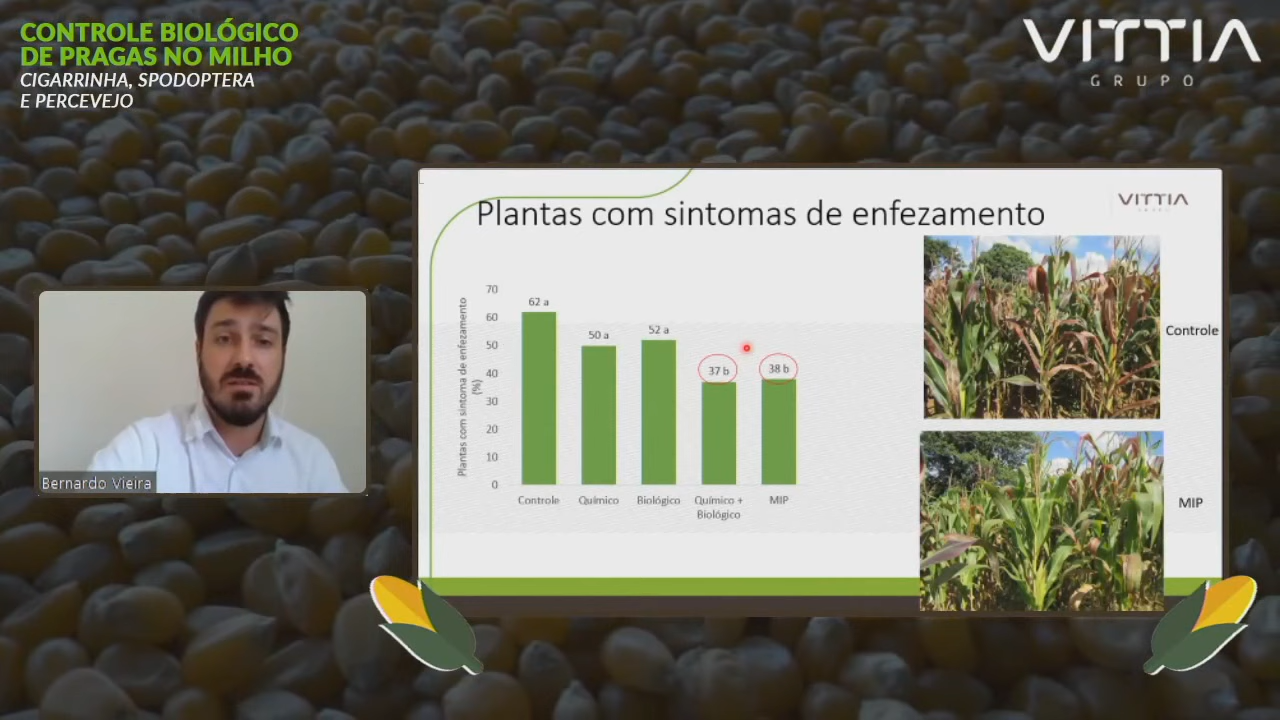 CONTROLE BIOLÓGICO
DE PRAGAS NO MILHO
CIGARRINHA, SPODOPTERA
E PERCEVEJO
VITTIA
GRUPO
Bernardo Vieira
Plantas com sintomas de enfezamento
VITTIA
Plantas com sintoma de enfezamento
(%)
70
60
50
40
30
20
10
0
62 a
50 a
52 a
37 b
38 b
Controle
Químico
Biológico
Químico +
Biológico
MIP
Controle
MIP